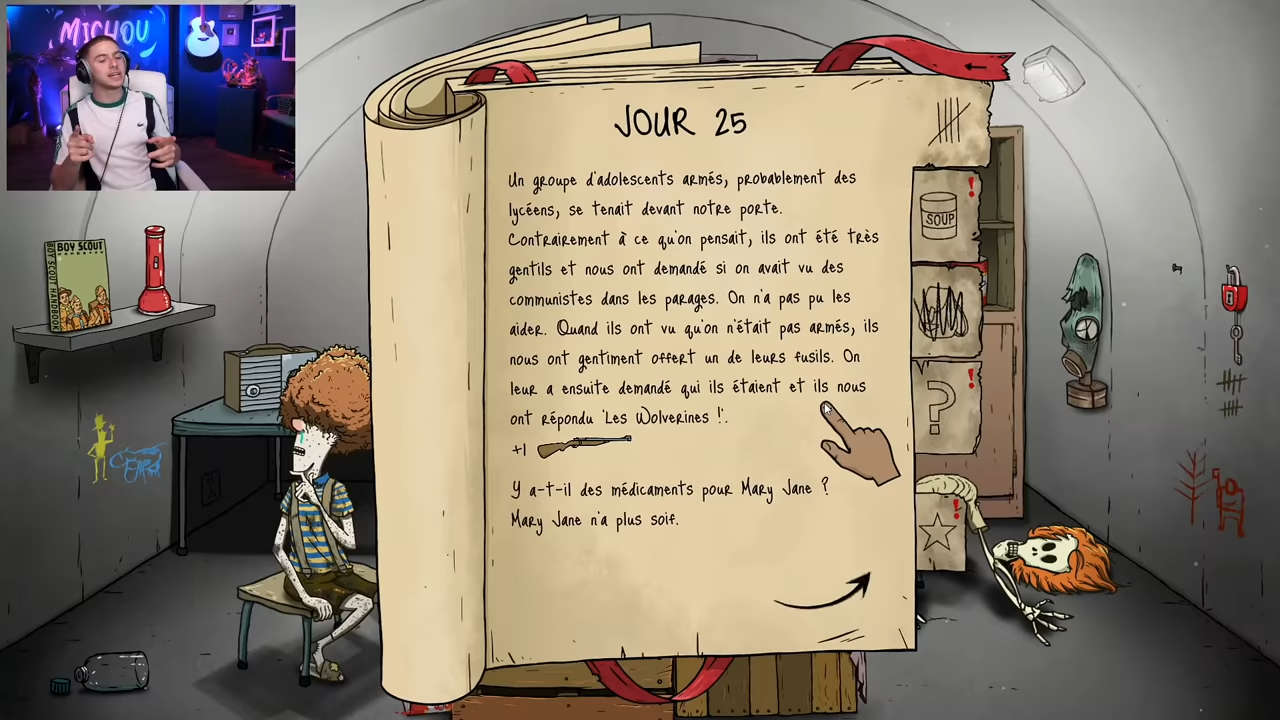 MICHOU
JOUR 25
Un groupe d'adolescents armés, probablement des
lycéens, se tenait devant notre porte.
Contrairement à ce qu'on pensait, ils ont été très
gentils et nous ont demandé si on avait vu des
communistes dans les parages. On n'a pas pu les
aider. Quand ils ont vu qu'on n'était pas armés, ils
nous ont gentiment offert un de leurs fusils. On
leur a ensuite demandé qui ils étaient et ils nous
ont répondu 'Les Wolverines !'.
+1
Y a-t-il des médicaments pour Mary Jane ?
Mary Jane n'a plus soif.
!
SOUP
!
?
!
BOY SCOUT
BOY SCOUT HANDBOOK